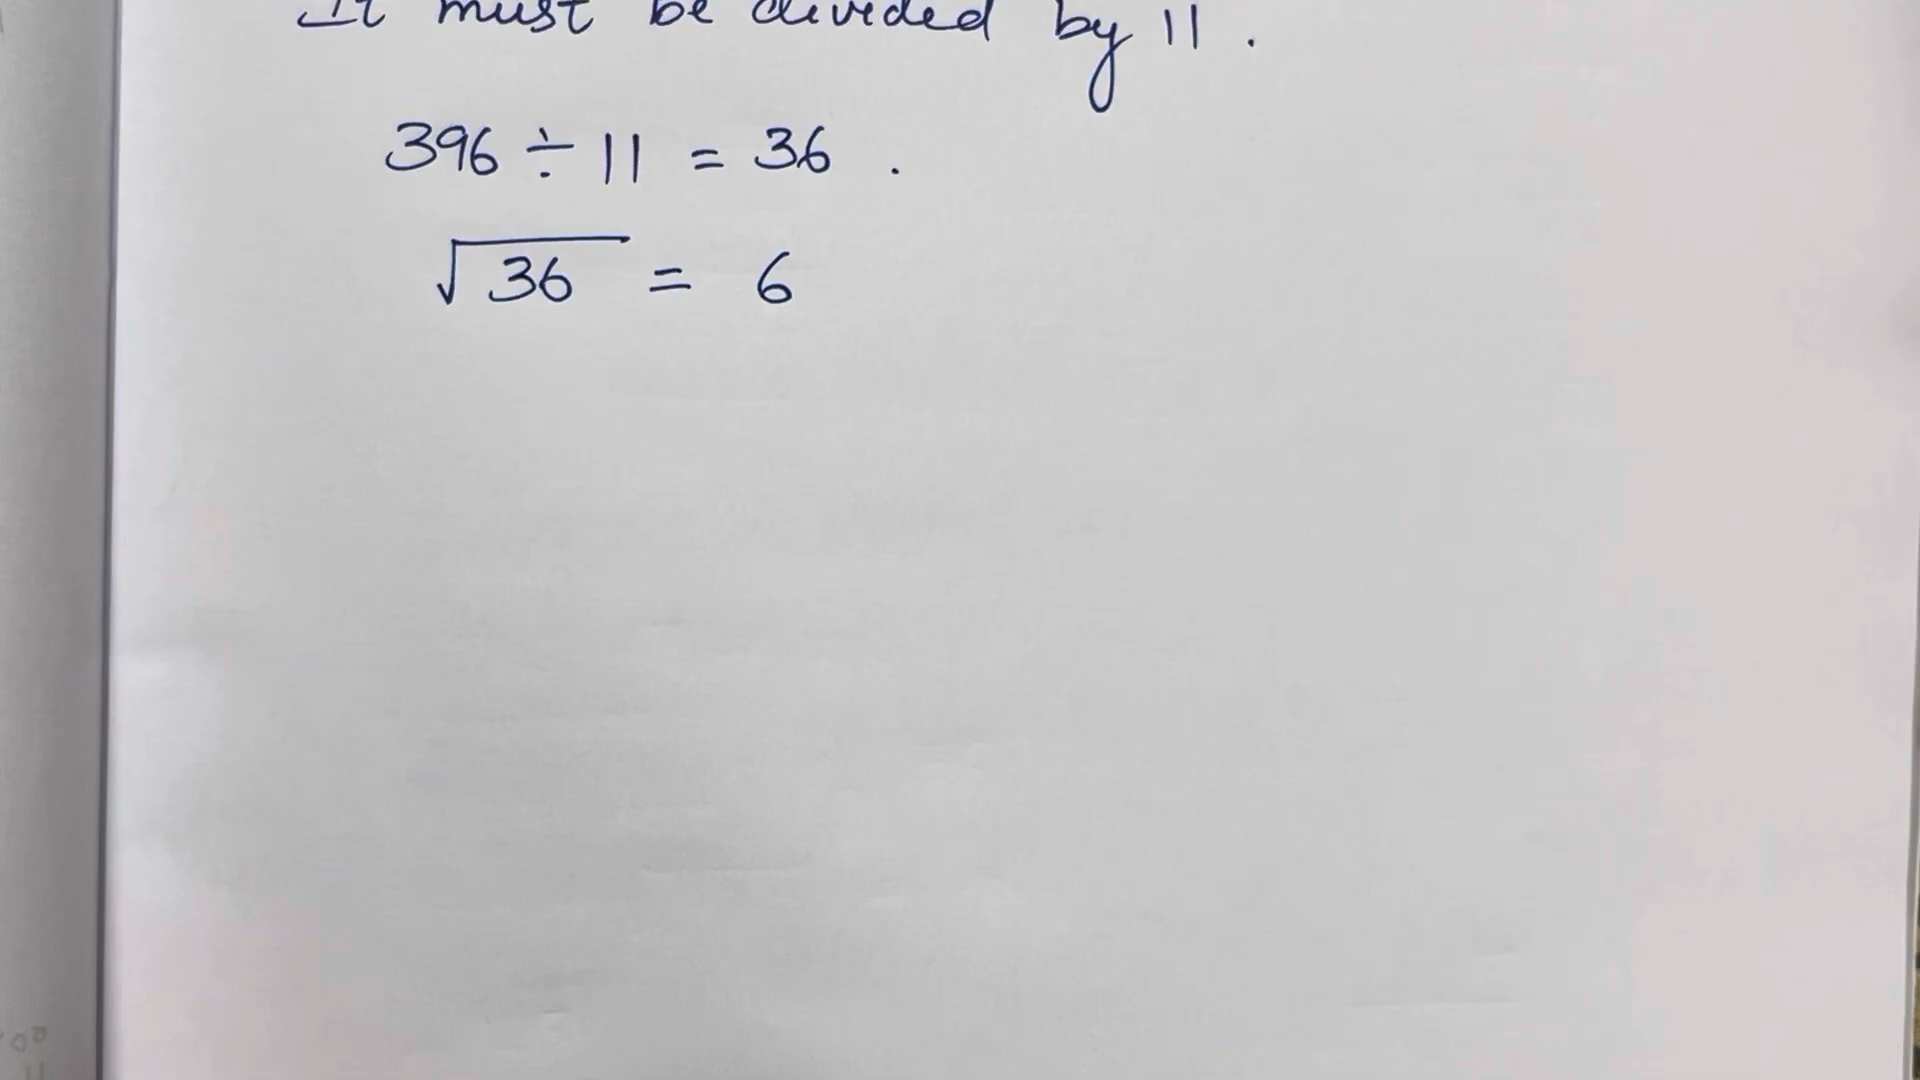 It must be divided by 11 .
396 ÷ 11 = 36 .
√36 = 6